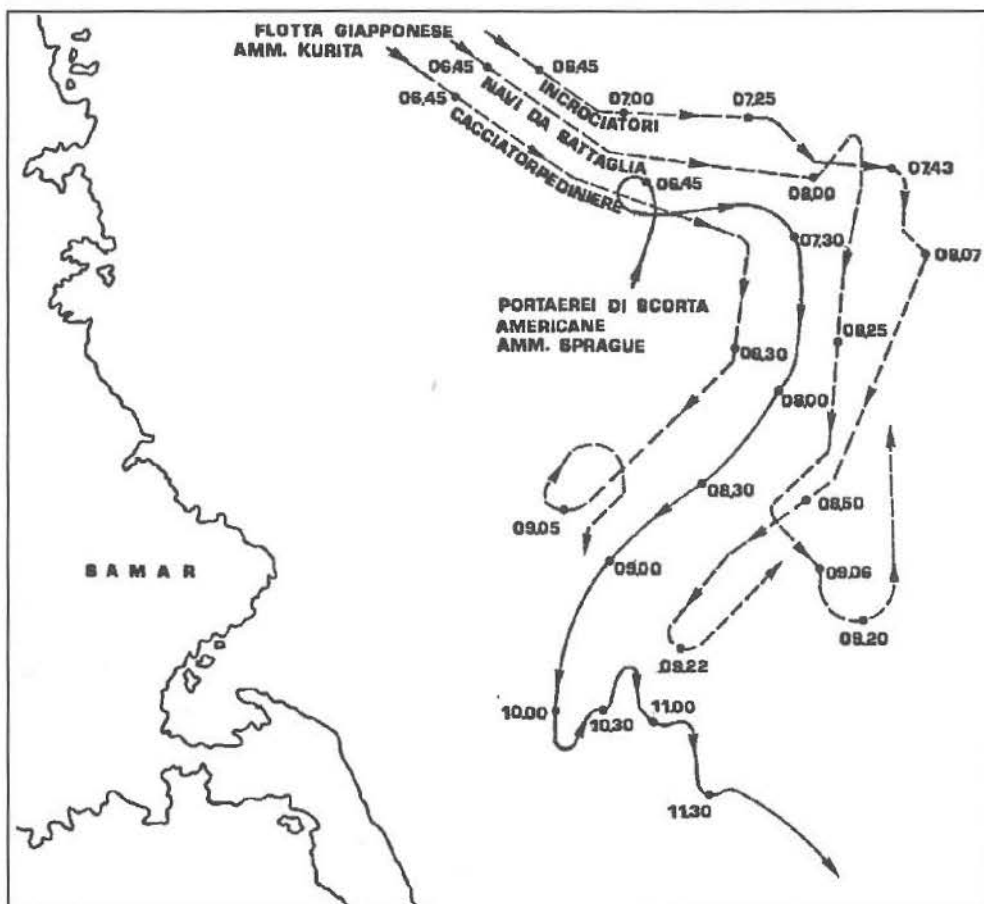 FLOTTA GIAPPONESE
AMM. KURITA
06,45
06,45
06,45
INCROCIATORI
NAVI DA BATTAGLIA
CACCIATORPEDINIERE
07,00
07,25
07,43
08,00
06,45
07,30
08,07
PORTAEREI DI SCORTA
AMERICANE
AMM. SPRAGUE
08,30
08,25
08,00
08,30
08,50
09.05
09,00
09,06
SAMAR
09.20
09.22
10.00
10,30
11.00
11.30